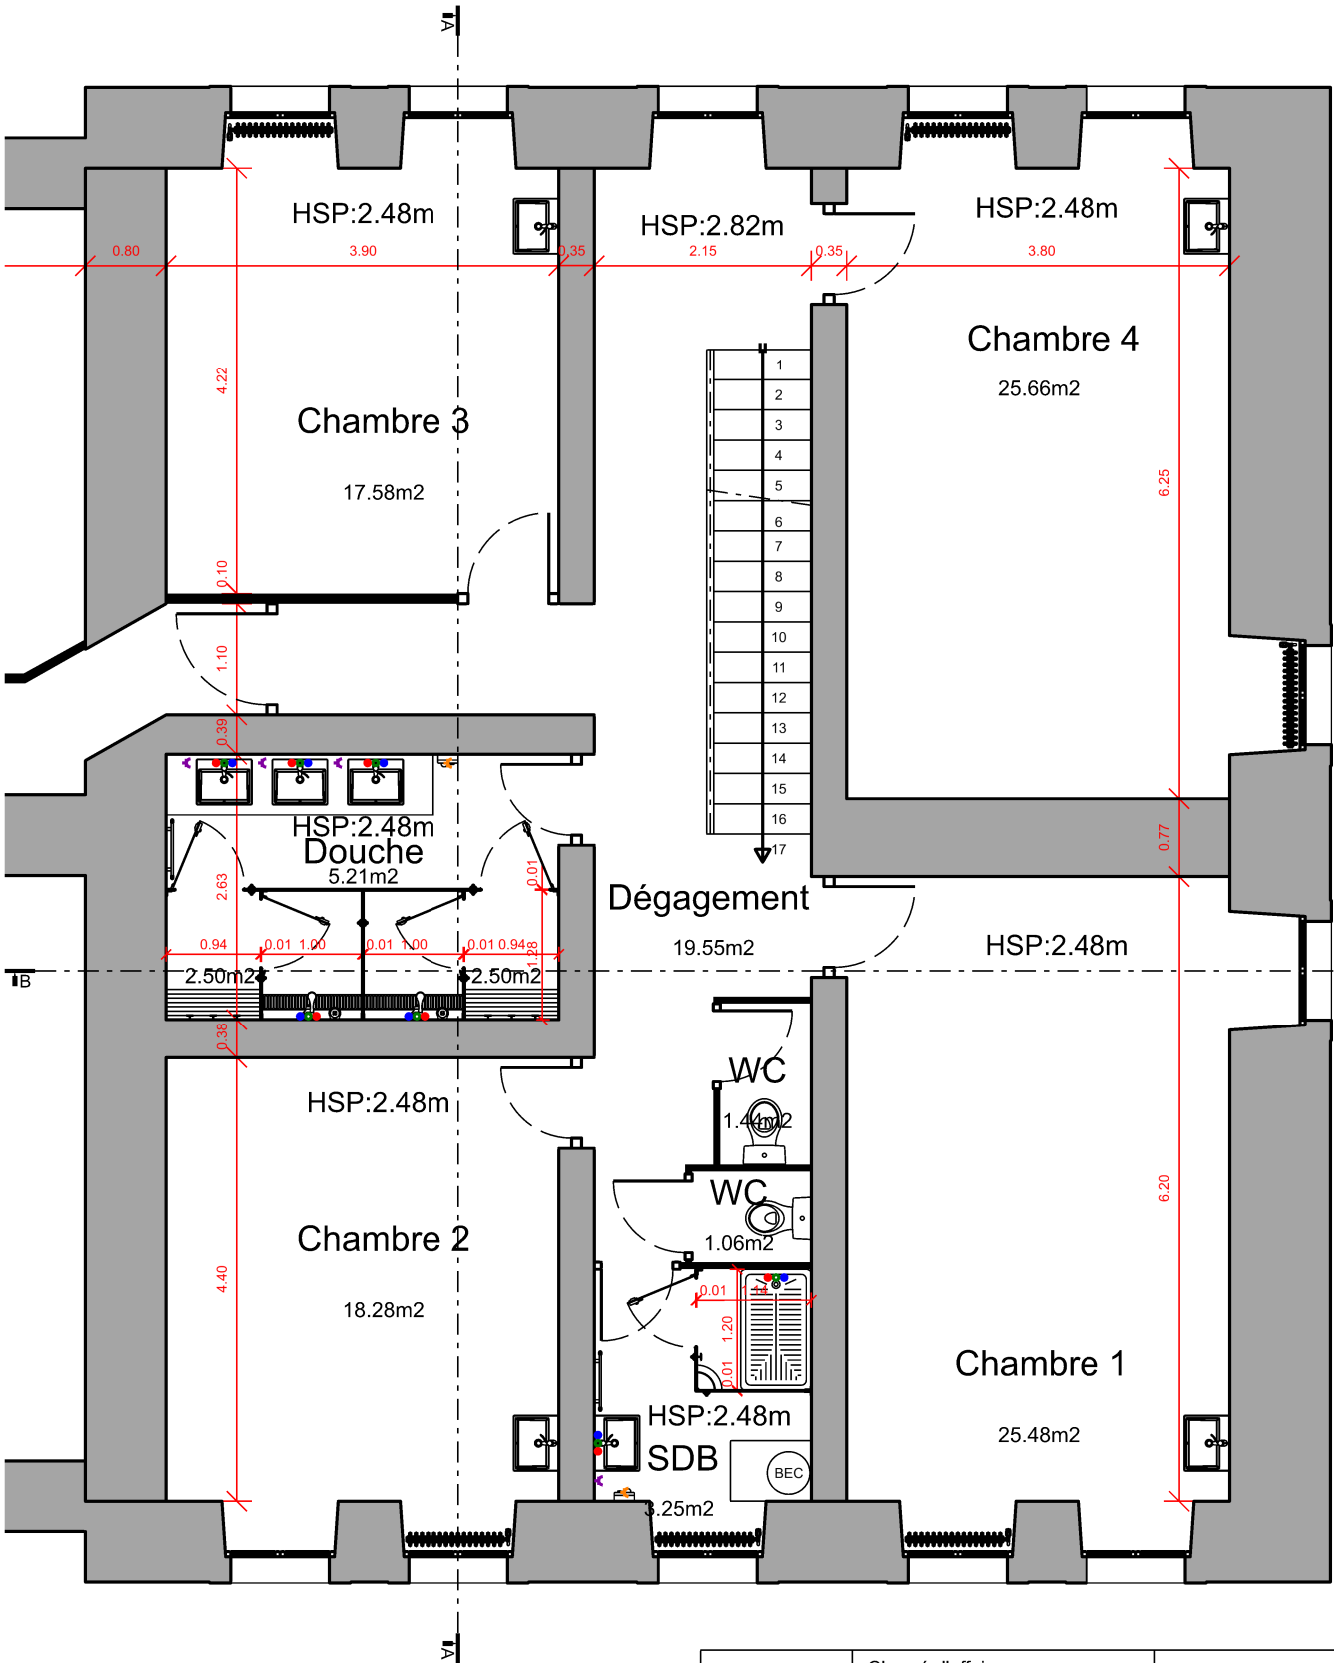 A
HSP:2.48m
HSP:2.82m
HSP:2.48m
0.80
3.90
0.35
2.15
0.35
3.80
Chambre 4
25.66m2
4.22
Chambre 3
17.58m2
6.25
1
2
3
4
5
6
7
8
9
10
11
12
13
14
15
16
17
0.10
1.10
0.39
HSP:2.48m
Douche
5.21m2
2.63
0.01
0.77
Dégagement
19.55m2
HSP:2.48m
0.94
0.01 1.00
0.01 1.00
0.01 0.94
1.28
2.50m2
2.50m2
B
0.38
HSP:2.48m
WC
1.44m2
WC
1.06m2
6.20
Chambre 2
18.28m2
4.40
0.01 1.14
1.20
0.01
Chambre 1
25.48m2
HSP:2.48m
SDB
BEC
3.25m2
A